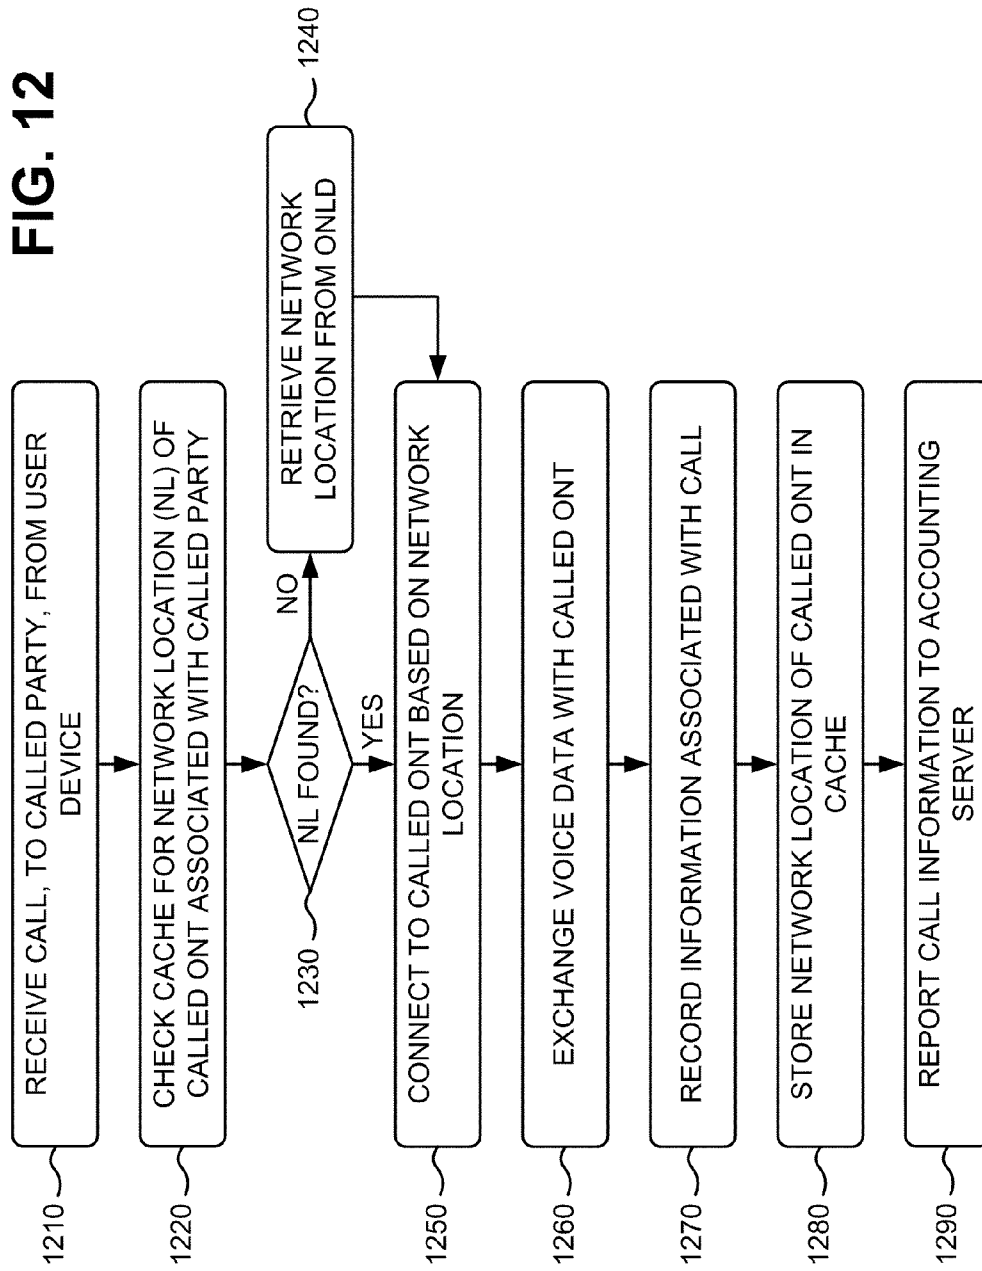 FIG. 12
1210
RECEIVE CALL, TO CALLED PARTY, FROM USER
DEVICE
1220
CHECK CACHE FOR NETWORK LOCATION (NL) OF
CALLED ONT ASSOCIATED WITH CALLED PARTY
1230
NL FOUND?
NO
YES
1240
RETRIEVE NETWORK
LOCATION FROM ONLD
1250
CONNECT TO CALLED ONT BASED ON NETWORK
LOCATION
1260
EXCHANGE VOICE DATA WITH CALLED ONT
1270
RECORD INFORMATION ASSOCIATED WITH CALL
1280
STORE NETWORK LOCATION OF CALLED ONT IN
CACHE
1290
REPORT CALL INFORMATION TO ACCOUNTING
SERVER